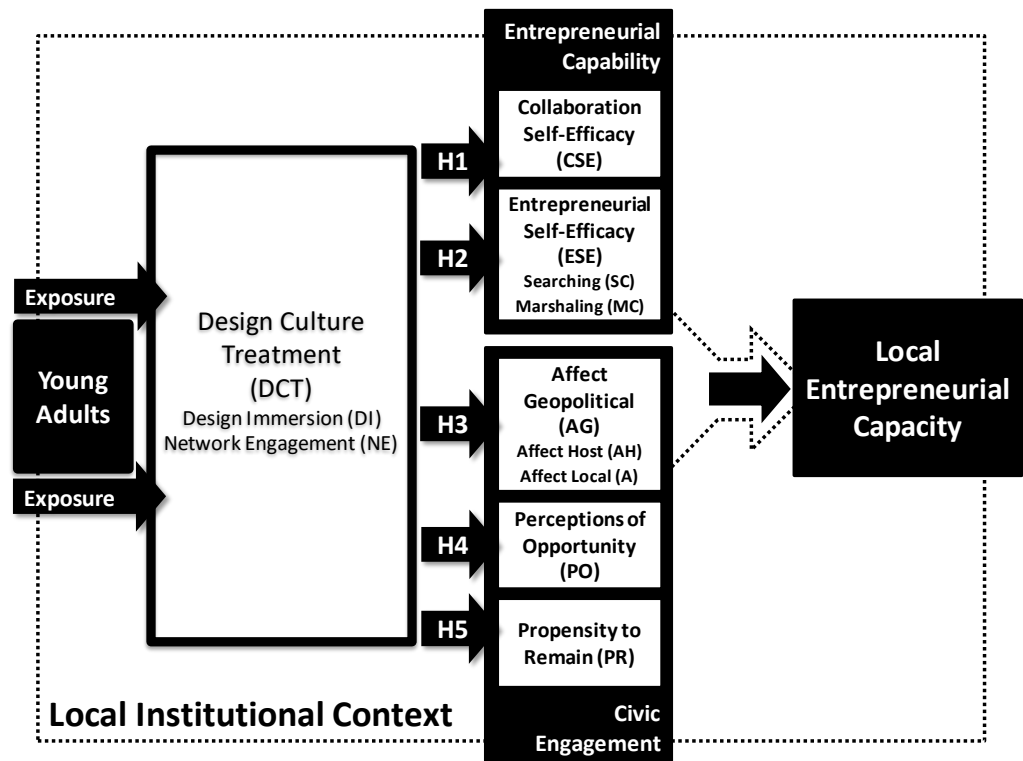 Exposure
Young
Adults
Exposure
Design Culture
Treatment
(DCT)
Design Immersion (DI)
Network Engagement (NE)
H1
H2
H3
H4
H5
Entrepreneurial
Capability
Collaboration
Self-Efficacy
(CSE)
Entrepreneurial
Self-Efficacy
(ESE)
Searching (SC)
Marshaling (MC)
Affect
Geopolitical
(AG)
Affect Host (AH)
Affect Local (A)
Perceptions of
Opportunity
(PO)
Propensity to
Remain (PR)
Civic
Engagement
Local
Entrepreneurial
Capacity
Local Institutional Context